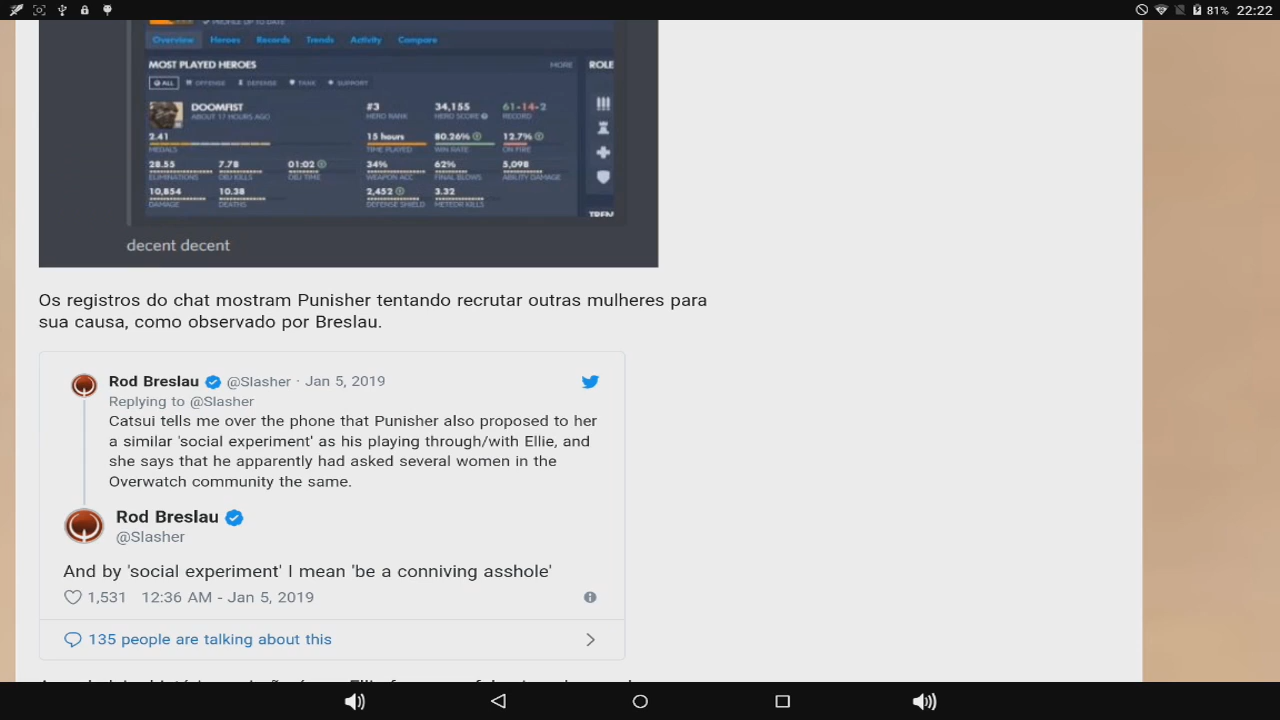 81% 22:22
PROFILE UP TO DATE
Overview Heroes Records Trends Activity Compare
MOST PLAYED HEROES MORE ROLE
ALL OFFENSE DEFENSE TANK SUPPORT
DOOMFIST #3 34,155 61-14-2
ABOUT 17 HOURS AGO HERO RANK HERO SCORE RECORD
2.41 15 hours 80.26% 12.7%
MEDALS TIME PLAYED WIN RATE ON FIRE
28.55 7.78 01:02 34% 62% 5,098
ELIMINATIONS OBJ KILLS OBJ TIME WEAPON ACC FINAL BLOWS ABILITY DAMAGE
10,854 10.38 2,452 3.32
DAMAGE DEATHS DEFENSE SHIELD METEOR KILLS
TREN
decent decent
Os registros do chat mostram Punisher tentando recrutar outras mulheres para
sua causa, como observado por Breslau.
Rod Breslau @Slasher · Jan 5, 2019
Replying to @Slasher
Catsui tells me over the phone that Punisher also proposed to her
a similar 'social experiment' as his playing through/with Ellie, and
she says that he apparently had asked several women in the
Overwatch community the same.
Rod Breslau
@Slasher
And by 'social experiment' I mean 'be a conniving asshole'
1,531 12:36 AM - Jan 5, 2019
135 people are talking about this